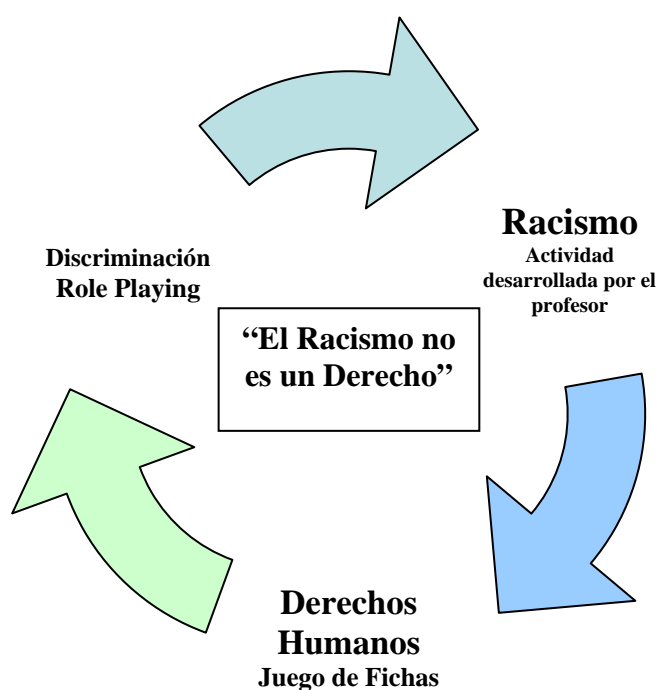 Discriminación
Role Playing
Racismo
Actividad
desarrollada por el
profesor
“El Racismo no
es un Derecho”
Derechos
Humanos
Juego de Fichas